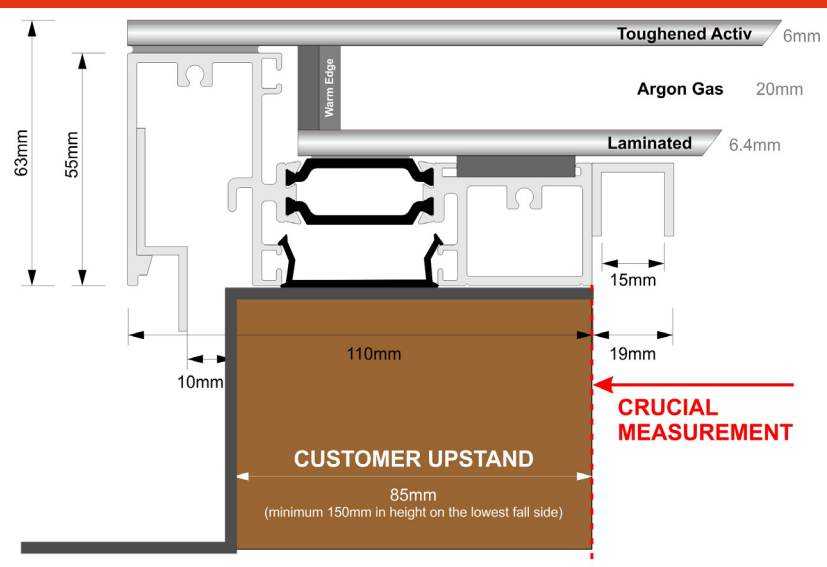 Toughened Activ
6mm
Warm Edge
Argon Gas
20mm
Laminated
6.4mm
63mm
55mm
15mm
110mm
19mm
10mm
CRUCIAL
MEASUREMENT
CUSTOMER UPSTAND
85mm
(minimum 150mm in height on the lowest fall side)